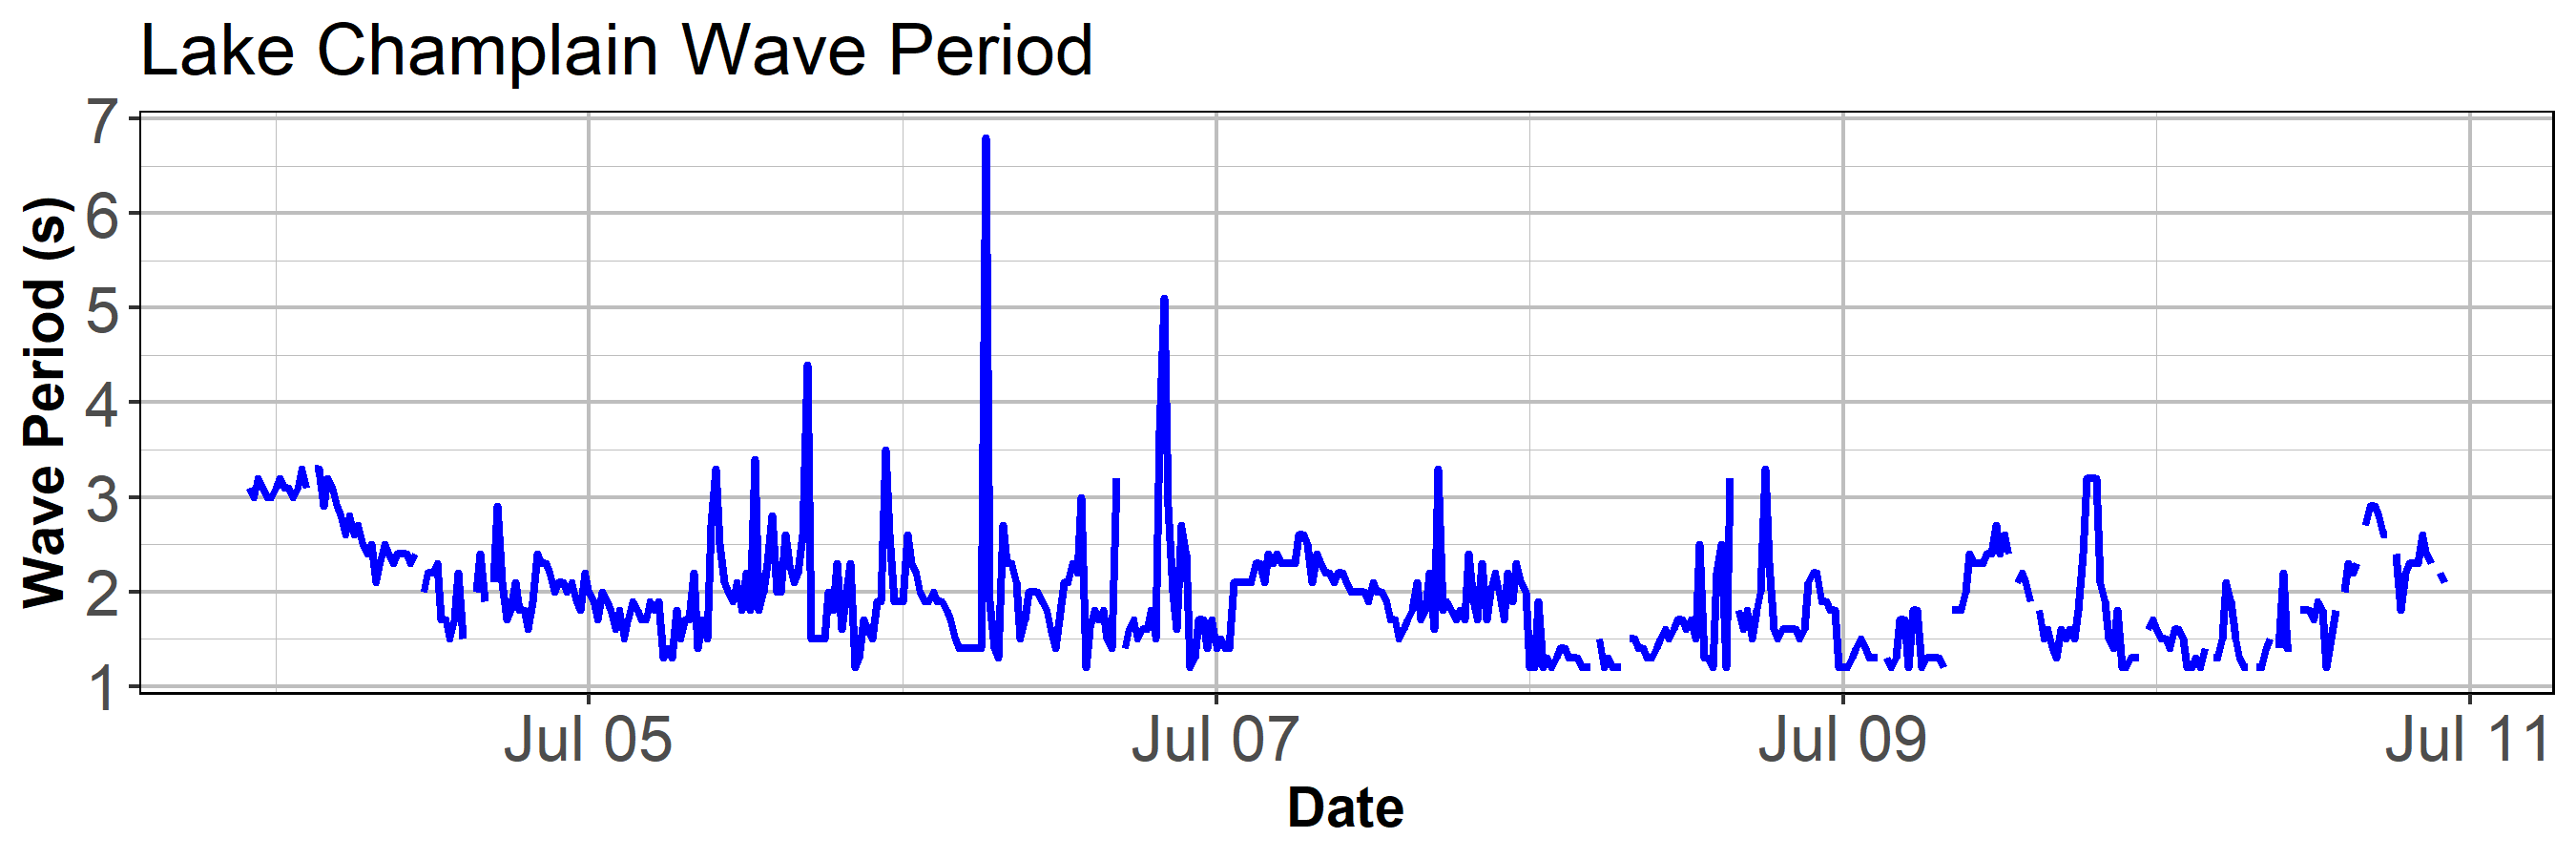 Lake Champlain Wave Period
Wave Period (s)
7
6
5
4
3
2
1
Jul 05
Jul 07
Jul 09
Jul 11
Date